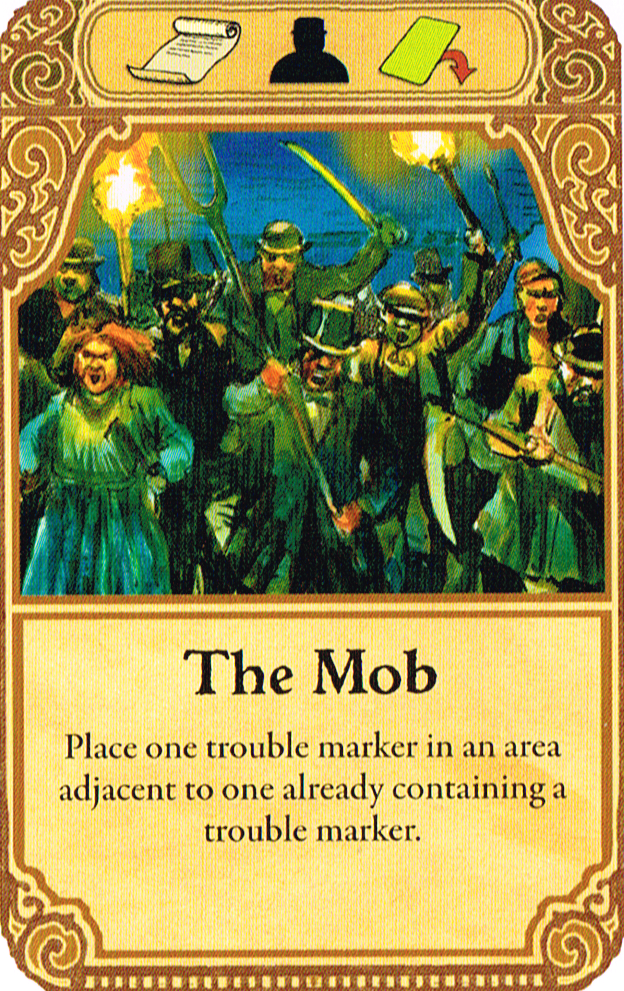 The Mob
Place one trouble marker in an area
adjacent to one already containing a
trouble marker.